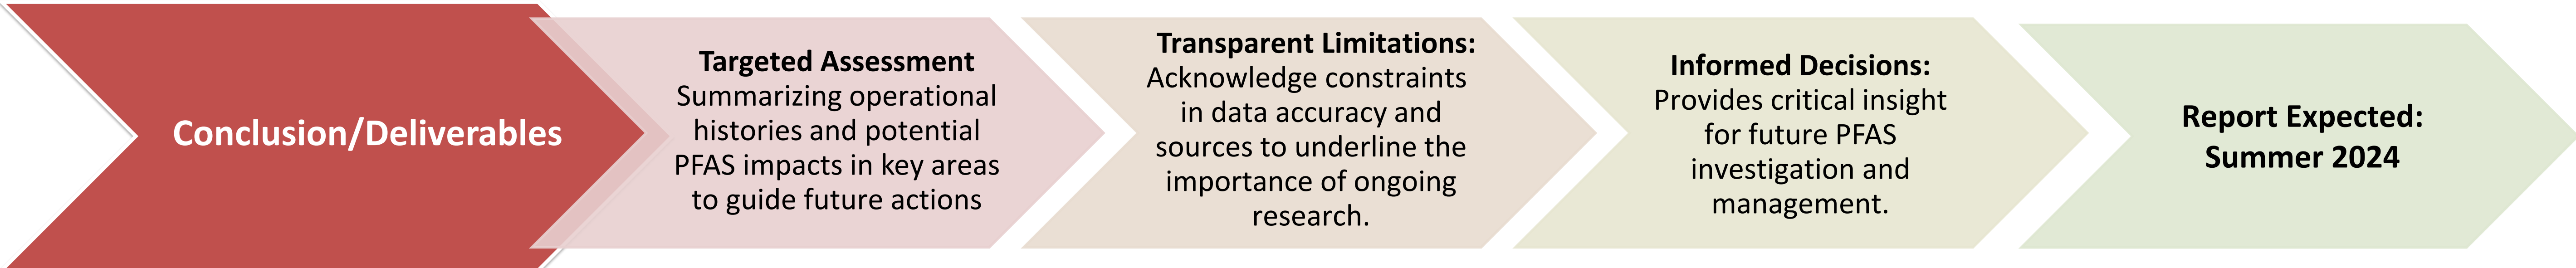 Conclusion/Deliverables
Targeted Assessment
Summarizing operational
histories and potential
PFAS impacts in key areas
to guide future actions
Transparent Limitations:
Acknowledge constraints
in data accuracy and
sources to underline the
importance of ongoing
research.
Informed Decisions:
Provides critical insight
for future PFAS
investigation and
management.
Report Expected:
Summer 2024